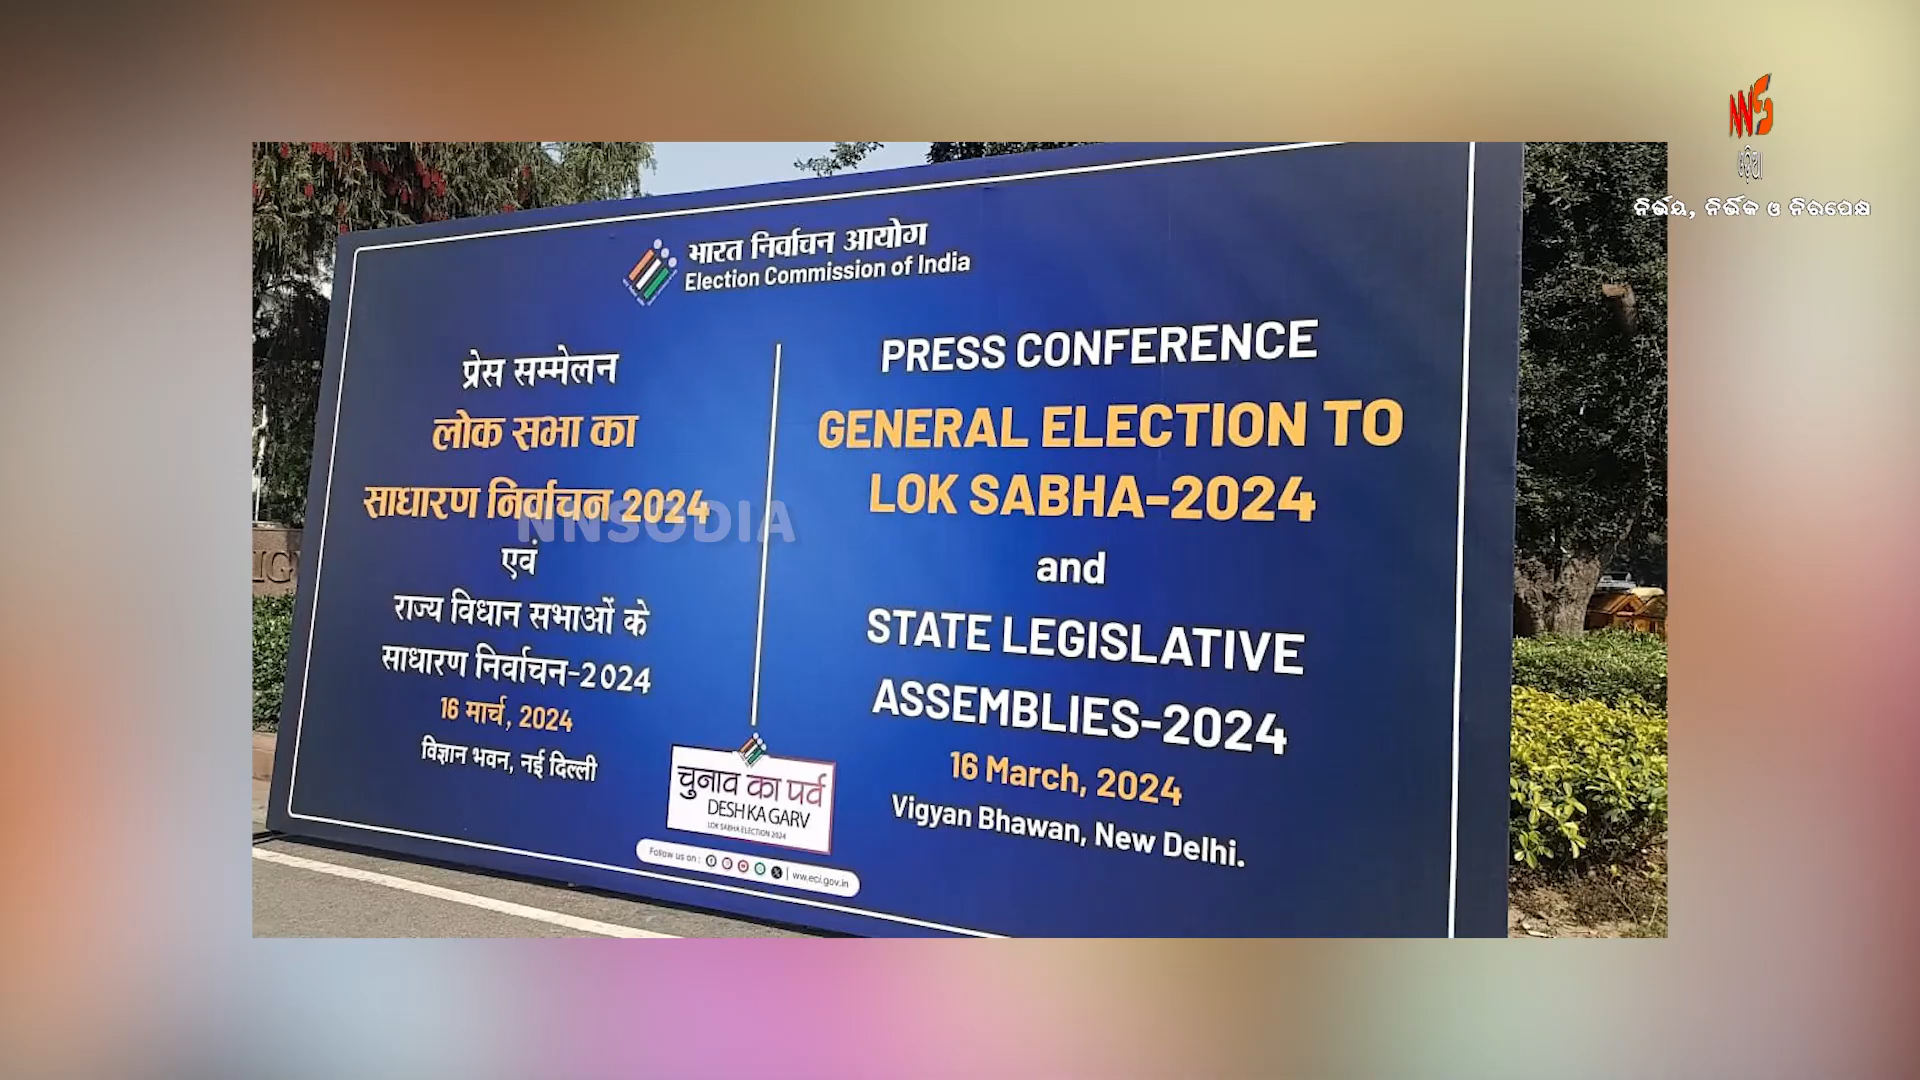 NNS
ଓଡ଼ିଆ
ନିର୍ଭୟ, ନିର୍ଭିକ ଓ ନିରପେକ୍ଷ
भारत निर्वाचन आयोग
Election Commission of India
प्रेस सम्मेलन
लोक सभा का
साधारण निर्वाचन 2024
एवं
राज्य विधान सभाओं के
साधारण निर्वाचन-2024
16 मार्च, 2024
विज्ञान भवन, नई दिल्ली
PRESS CONFERENCE
GENERAL ELECTION TO
LOK SABHA-2024
and
STATE LEGISLATIVE
ASSEMBLIES-2024
16 March, 2024
Vigyan Bhawan, New Delhi.
चुनाव का पर्व
DESH KA GARV
LOK SABHA ELECTION 2024
Follow us on : | ww.eci.gov.in
NNSODIA